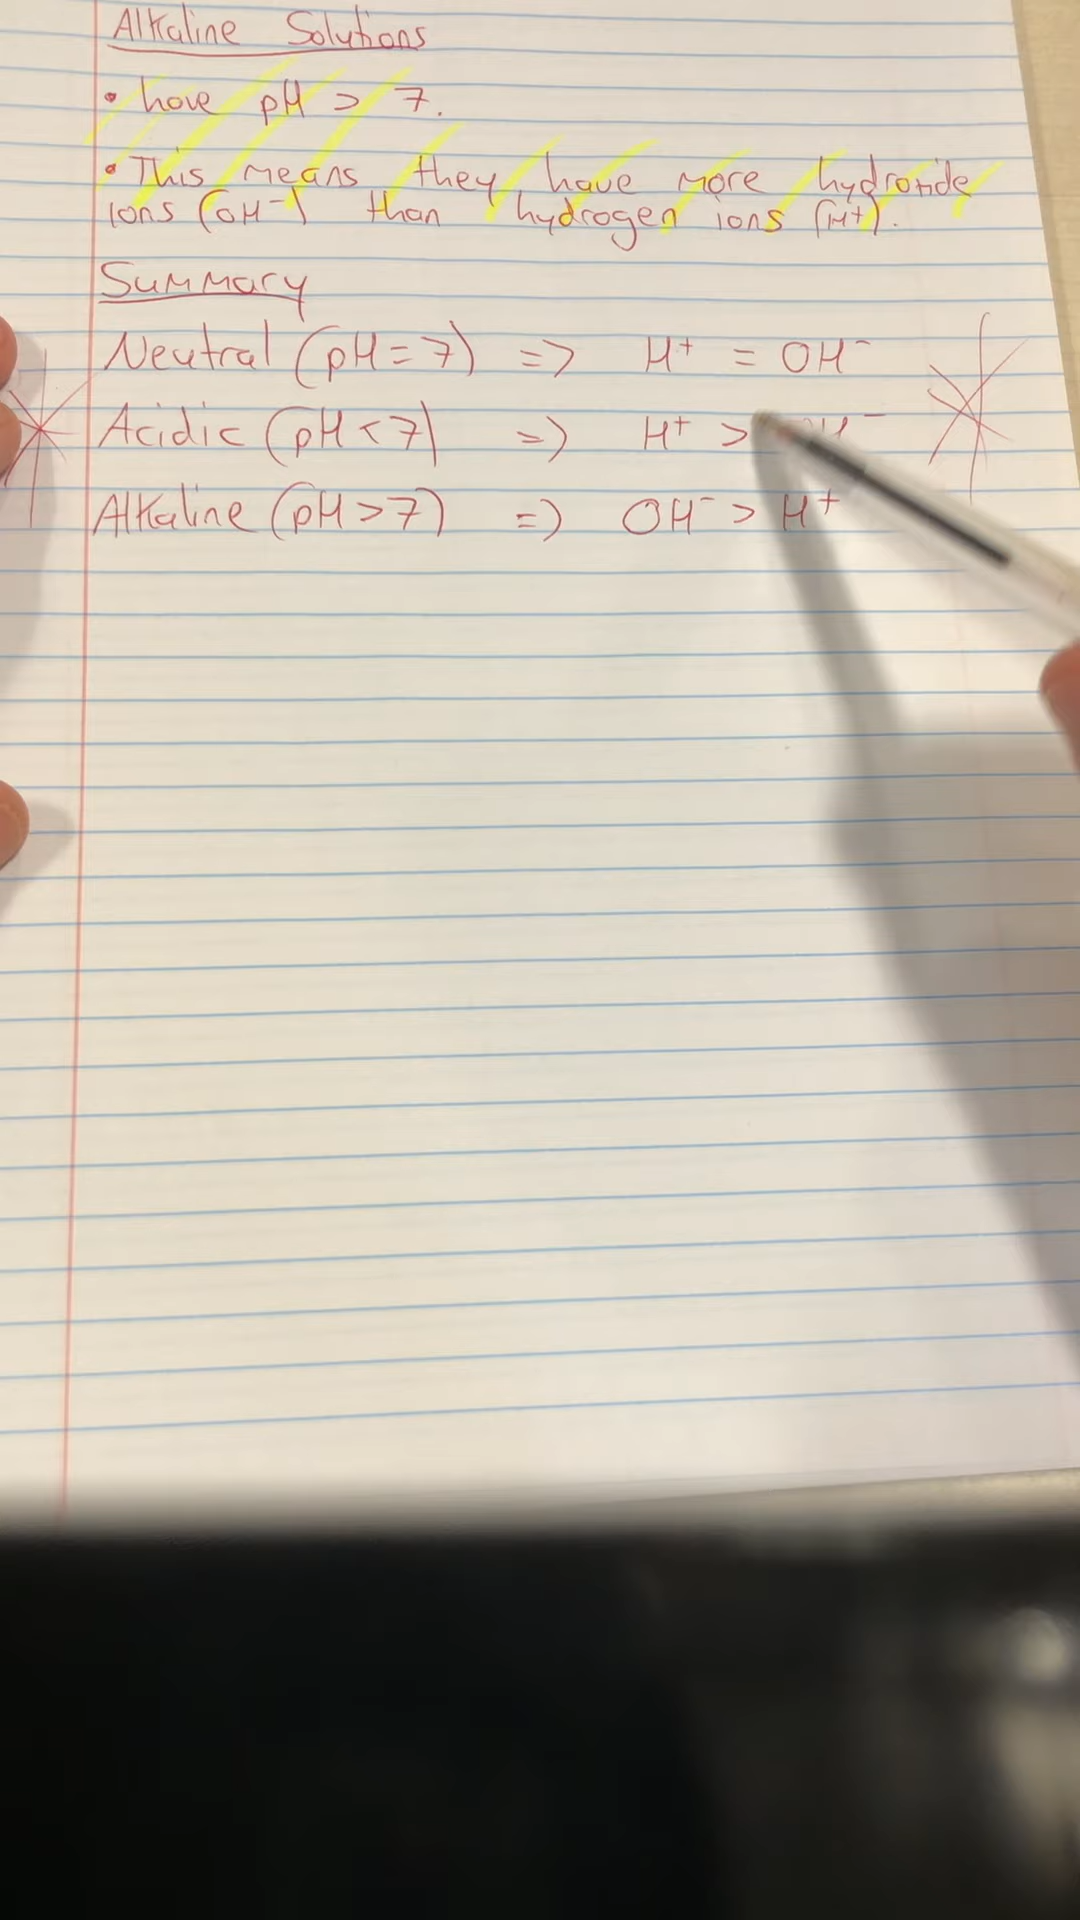 Alkaline Solutions
• have pH > 7.
• This means they have more hydroxide
ions (OH⁻) than hydrogen ions (H⁺).
Summary
Neutral (pH = 7) => H⁺ = OH⁻
Acidic (pH < 7) => H⁺ > OH⁻
Alkaline (pH > 7) => OH⁻ > H⁺